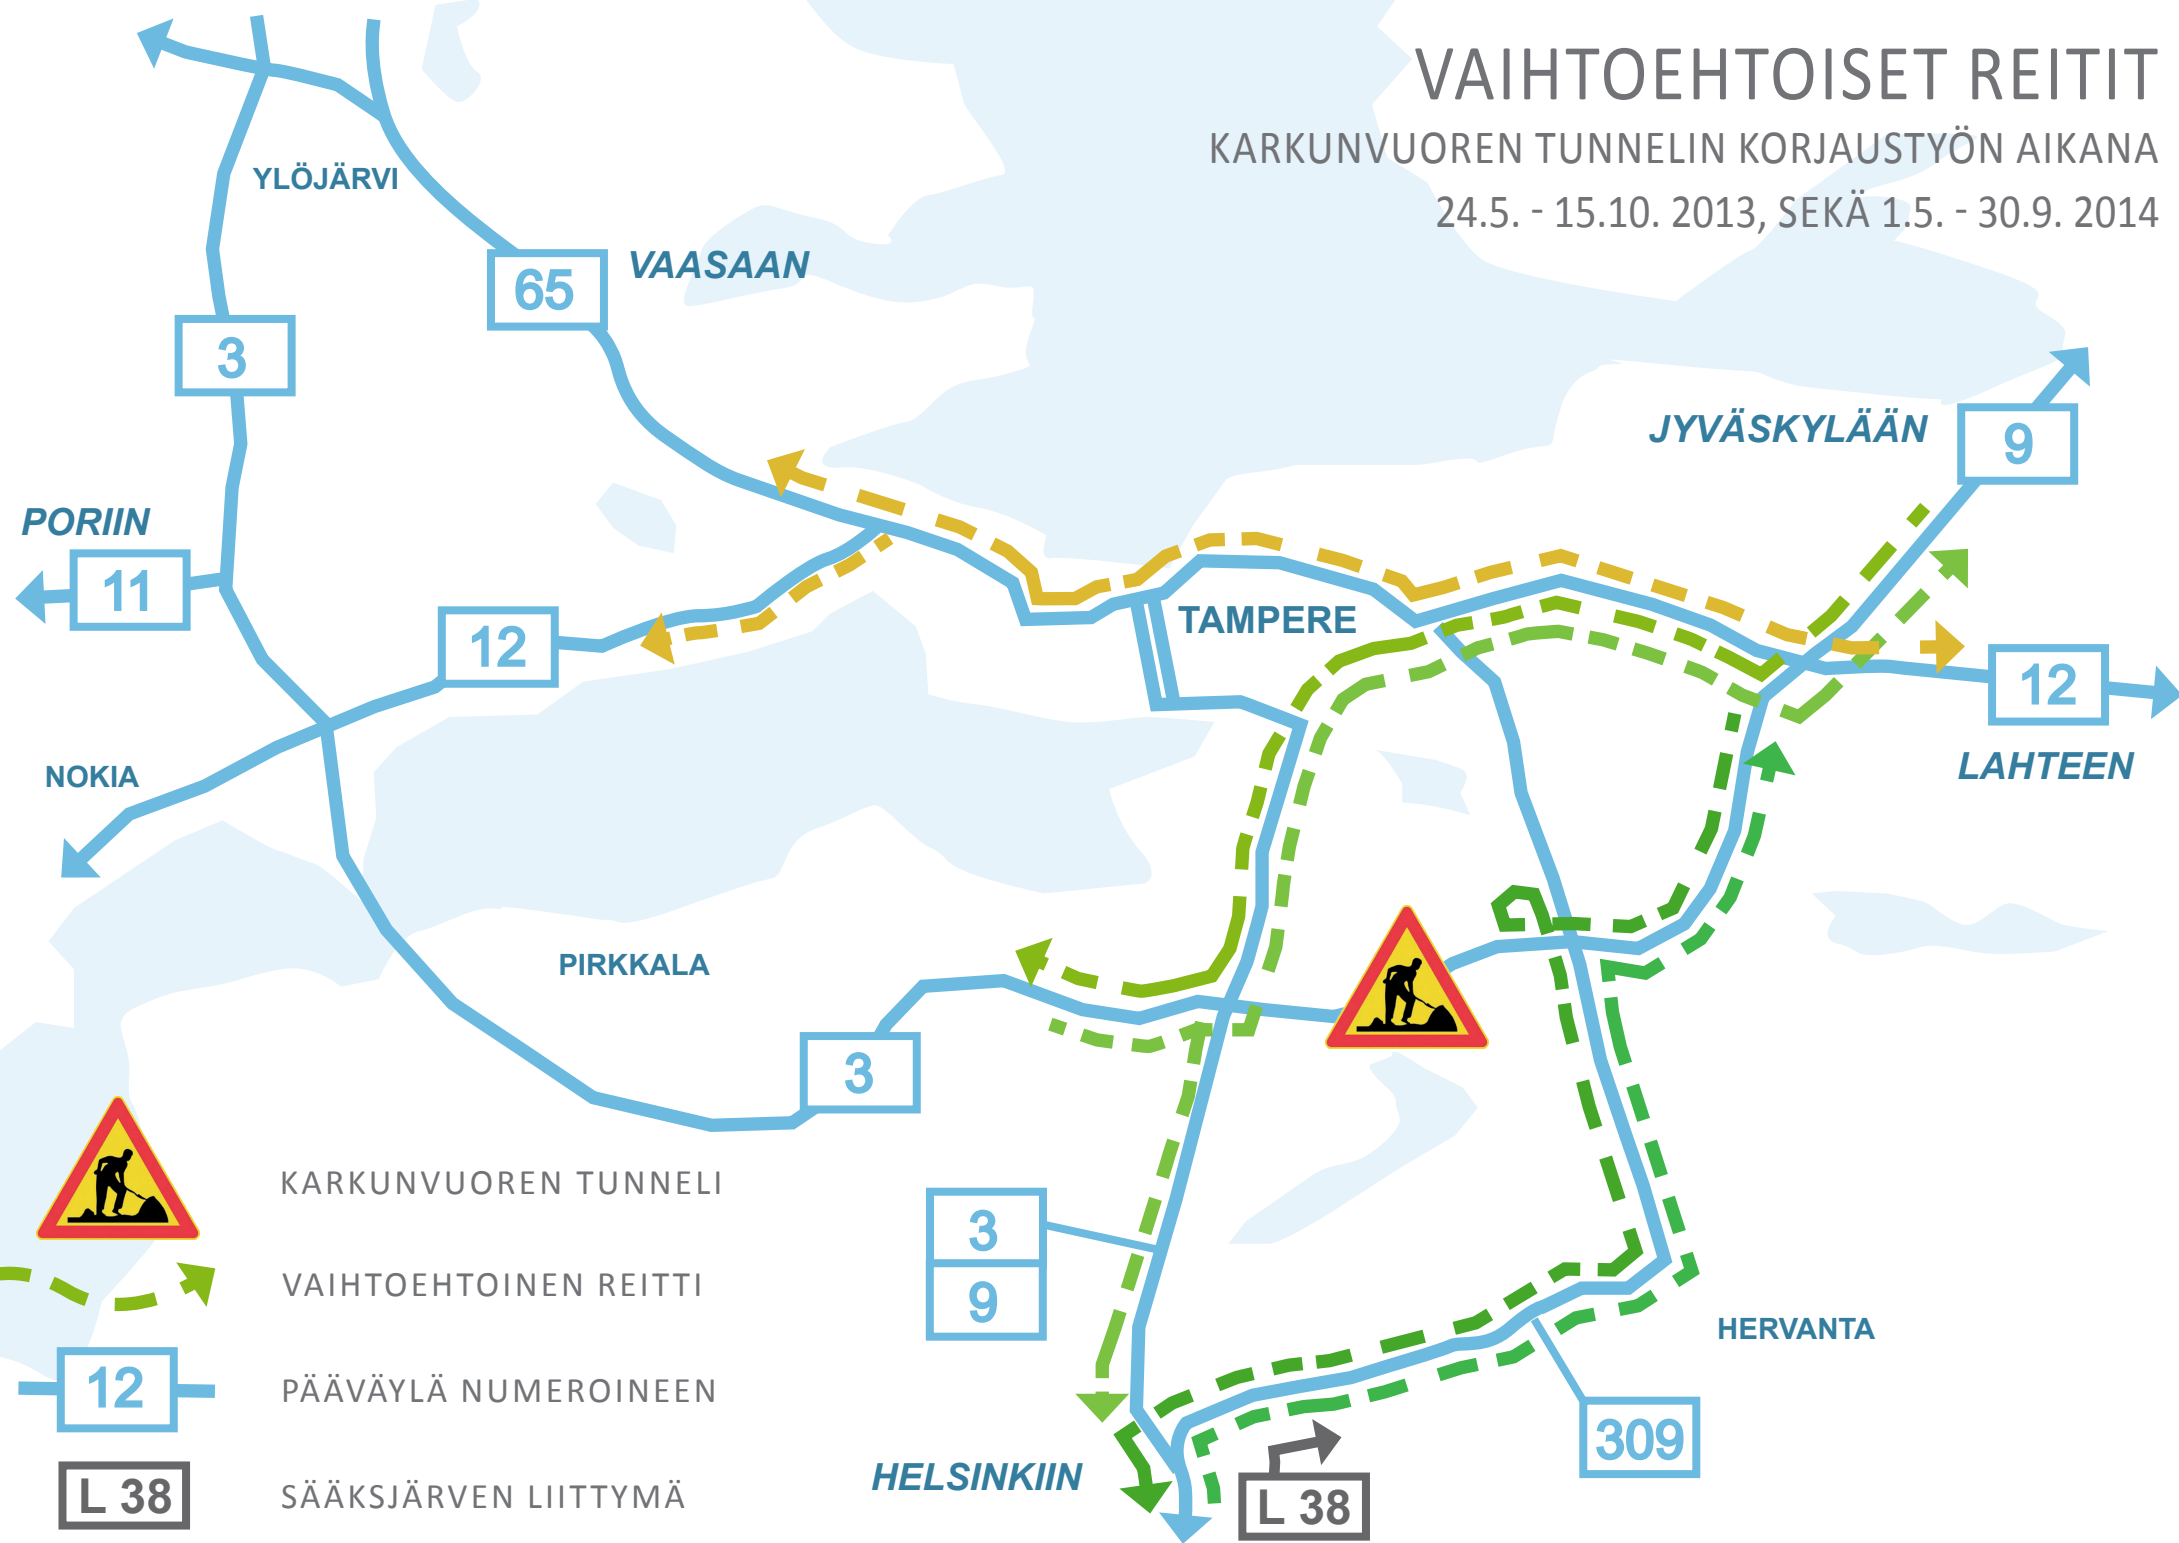 VAIHTOEHTOISET REITIT
KARKUNVUOREN TUNNELIN KORJAUSTYÖN AIKANA
24.5. - 15.10. 2013, SEKÄ 1.5. - 30.9. 2014
YLÖJÄRVI
65
VAASAAN
3
JYVÄSKYLÄÄN
9
PORIIN
11
12
TAMPERE
12
LAHTEEN
NOKIA
PIRKKALA
3
KARKUNVUOREN TUNNELI
3
9
VAIHTOEHTOINEN REITTI
HERVANTA
12
PÄÄVÄYLÄ NUMEROINEEN
309
HELSINKIIN
L 38
SÄÄKSJÄRVEN LIITTYMÄ
L 38